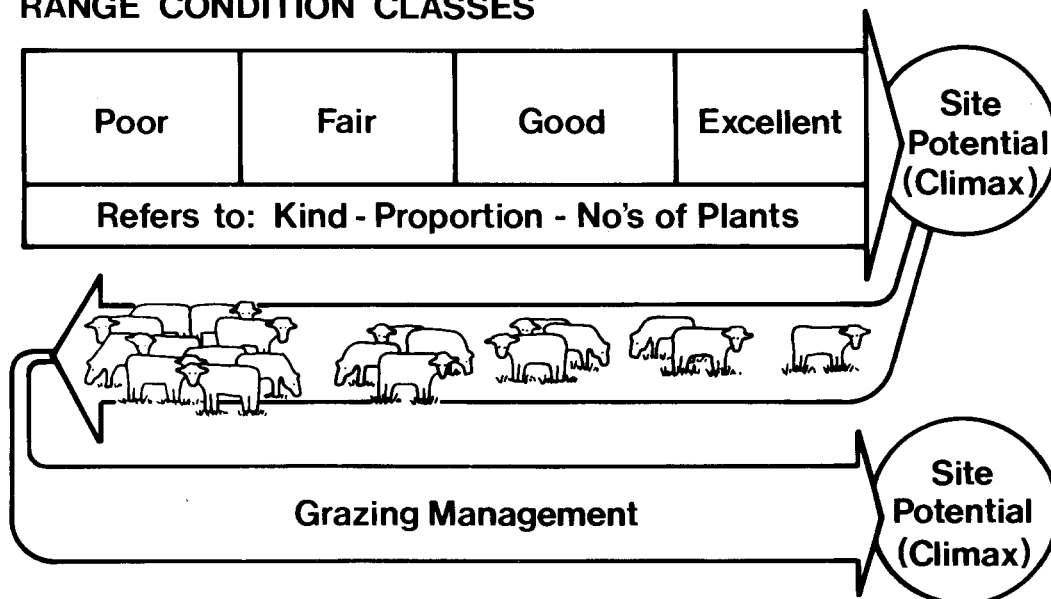 RANGE CONDITION CLASSES
Poor
Fair
Good
Excellent
Site
Potential
(Climax)
Refers to: Kind - Proportion - No's of Plants
Grazing Management
Site
Potential
(Climax)